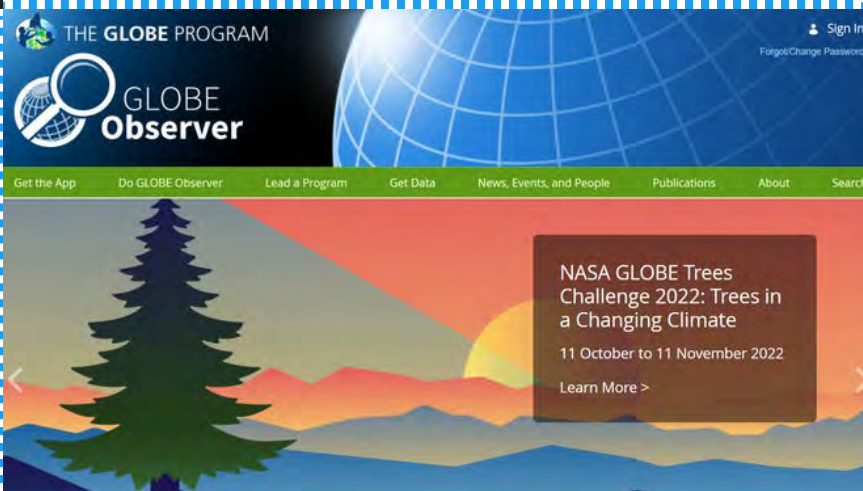 THE GLOBE PROGRAM
Sign In
Forgot/Change Password
GLOBE
Observer
Get the App Do GLOBE Observer Lead a Program Get Data News, Events, and People Publications About Search
NASA GLOBE Trees
Challenge 2022: Trees in
a Changing Climate
11 October to 11 November 2022
Learn More >